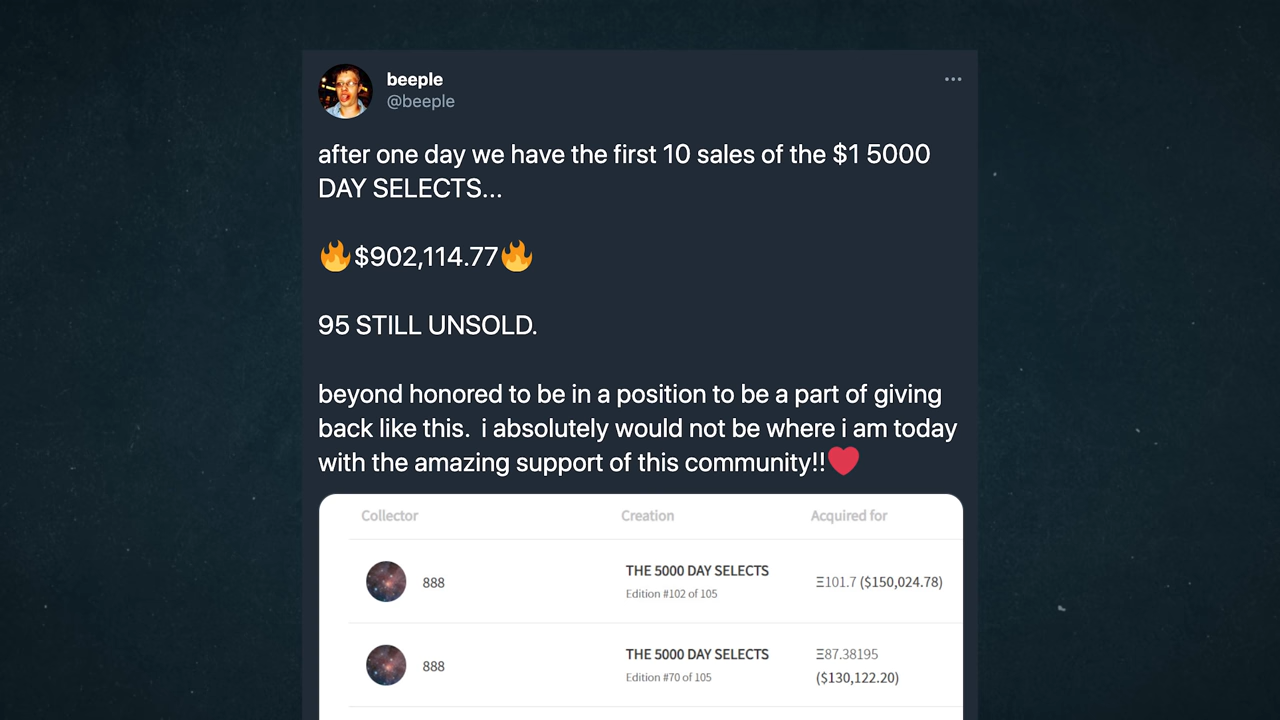 beeple
@beeple
after one day we have the first 10 sales of the $1 5000
DAY SELECTS...
🔥$902,114.77🔥
95 STILL UNSOLD.
beyond honored to be in a position to be a part of giving
back like this.  i absolutely would not be where i am today
with the amazing support of this community!!❤️
Collector Creation Acquired for
888 THE 5000 DAY SELECTS Ξ101.7 ($150,024.78)
Edition #102 of 105
888 THE 5000 DAY SELECTS Ξ87.38195
Edition #70 of 105 ($130,122.20)